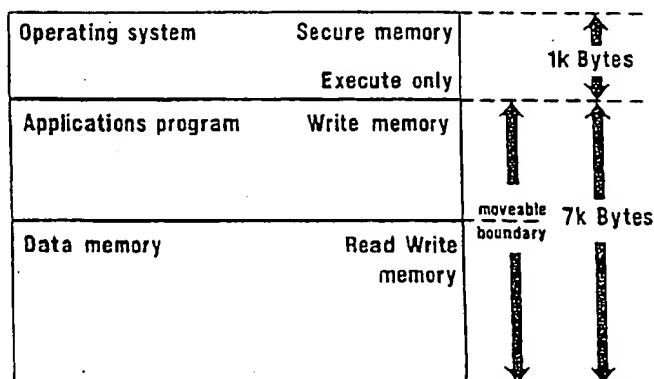 Operating system Secure memory
1k Bytes
Execute only
Applications program Write memory
moveable
boundary
7k Bytes
Data memory Read Write
memory